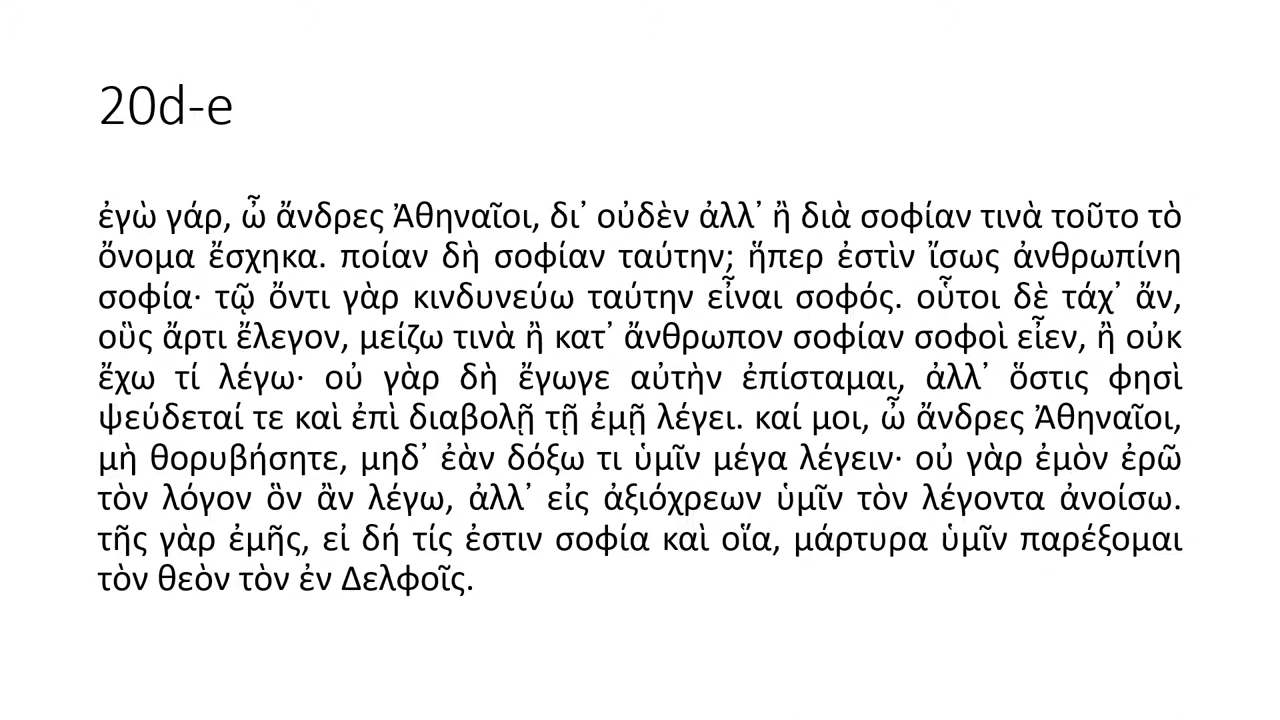 20d-e
ἐγὼ γάρ, ὦ ἄνδρες Ἀθηναῖοι, δι᾽ οὐδὲν ἀλλ᾽ ἢ διὰ σοφίαν τινὰ τοῦτο τὸ
ὄνομα ἔσχηκα. ποίαν δὴ σοφίαν ταύτην; ἥπερ ἐστὶν ἴσως ἀνθρωπίνη
σοφία· τῷ ὄντι γὰρ κινδυνεύω ταύτην εἶναι σοφός. οὗτοι δὲ τάχ᾽ ἄν,
οὓς ἄρτι ἔλεγον, μείζω τινὰ ἢ κατ᾽ ἄνθρωπον σοφίαν σοφοὶ εἶεν, ἢ οὐκ
ἔχω τί λέγω· οὐ γὰρ δὴ ἔγωγε αὐτὴν ἐπίσταμαι, ἀλλ᾽ ὅστις φησὶ
ψεύδεταί τε καὶ ἐπὶ διαβολῇ τῇ ἐμῇ λέγει. καί μοι, ὦ ἄνδρες Ἀθηναῖοι,
μὴ θορυβήσητε, μηδ᾽ ἐὰν δόξω τι ὑμῖν μέγα λέγειν· οὐ γὰρ ἐμὸν ἐρῶ
τὸν λόγον ὃν ἂν λέγω, ἀλλ᾽ εἰς ἀξιόχρεων ὑμῖν τὸν λέγοντα ἀνοίσω.
τῆς γὰρ ἐμῆς, εἰ δή τίς ἐστιν σοφία καὶ οἵα, μάρτυρα ὑμῖν παρέξομαι
τὸν θεὸν τὸν ἐν Δελφοῖς.